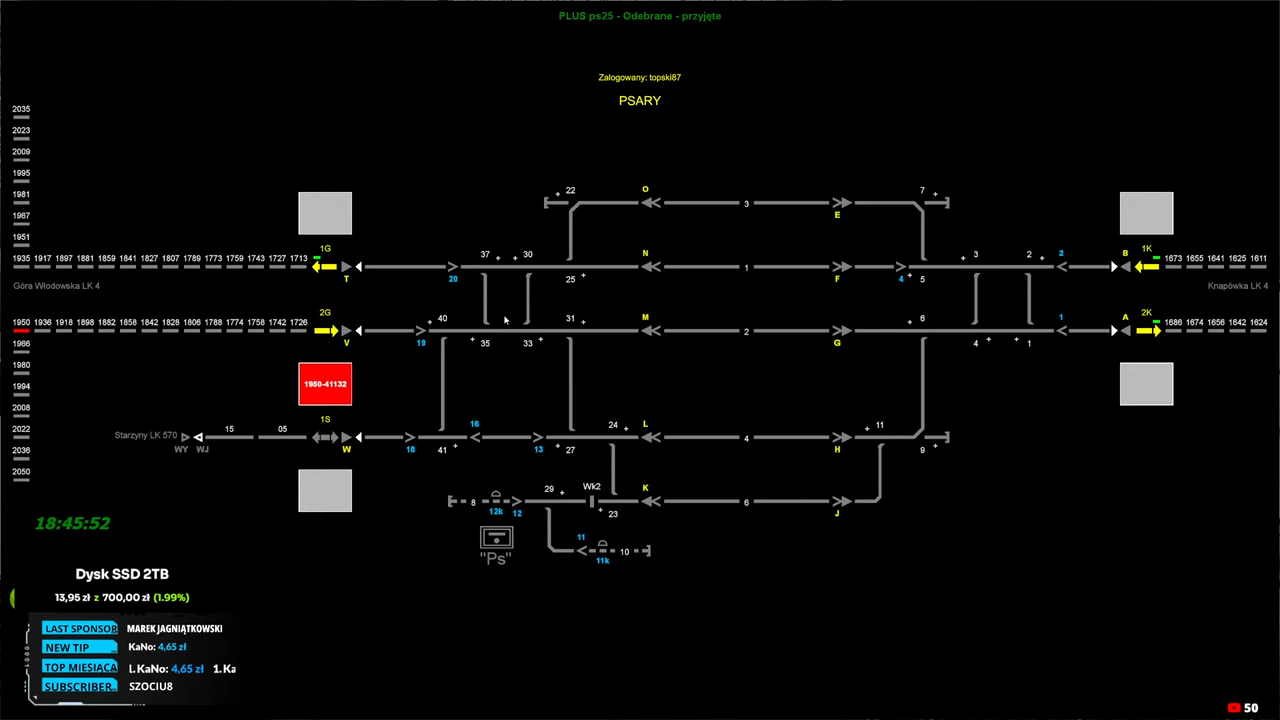 PLUS ps25 - Odebrane - przyjęte
Zalogowany: topski87
PSARY
2035
2023
2009
1995
1981
1967
1951
22
O
3
E
7
1G
37
30
N
F
3
2
2
B
1K
1935 1917 1897 1881 1859 1841 1827 1807 1789 1773 1759 1743 1727 1713
1
1673 1655 1641 1625 1611
T
20
25
4
5
Góra Włodowska LK 4
Knapówka LK 4
2G
40
31
M
6
1
A
2K
1950 1936 1918 1898 1882 1858 1842 1828 1806 1788 1774 1758 1742 1726
2
1686 1674 1656 1642 1624
V
19
35
33
G
4
1
1966
1980
1994
2008
2022
2036
2050
1950-41132
1S
15
05
Starzyny LK 570
WY WJ
W
18
41
16
13
27
24
L
4
H
11
9
29
Wk2
K
8
12k
12
23
6
J
"Ps"
11
11k
10
18:45:52
Dysk SSD 2TB
13,95 zł z 700,00 zł (1.99%)
LAST SPONSOR MAREK JAGNIĄTKOWSKI
NEW TIP KaNo: 4,65 zł
TOP MIESIĄCA 1. KaNo: 4,65 zł 1. Ka
SUBSCRIBER SZOCIU8
50